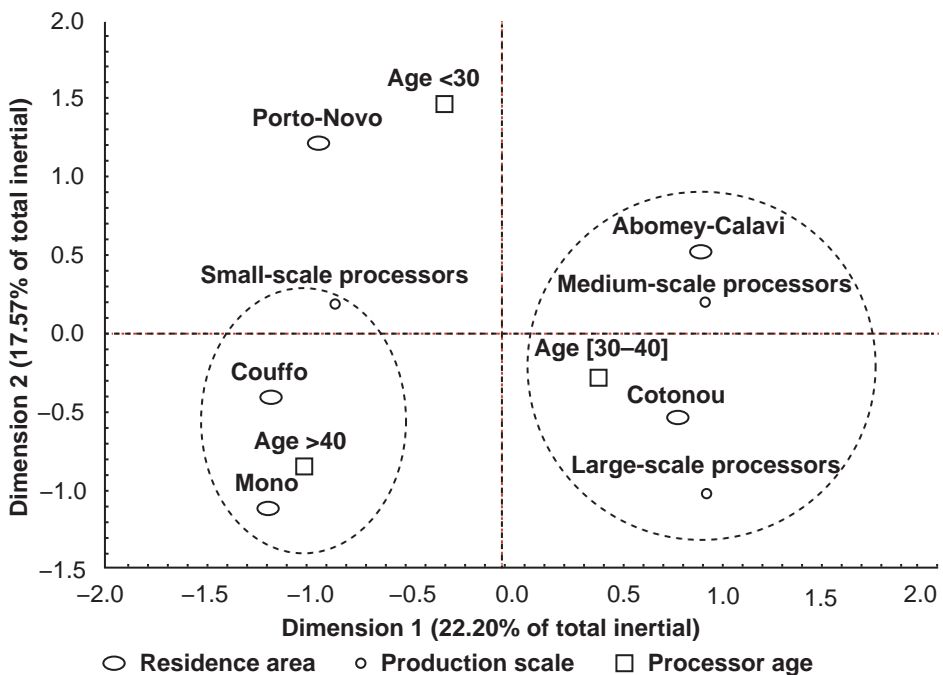 2.0
1.5
1.0
0.5
0.0
−0.5
−1.0
−1.5
Dimension 2 (17.57% of total inertial)
Age <30
Porto-Novo
Abomey-Calavi
Small-scale processors
Medium-scale processors
Age [30–40]
Couffo
Cotonou
Age >40
Large-scale processors
Mono
−2.0 −1.5 −1.0 −0.5 0.0 0.5 1.0 1.5 2.0
Dimension 1 (22.20% of total inertial)
Residence area Production scale Processor age